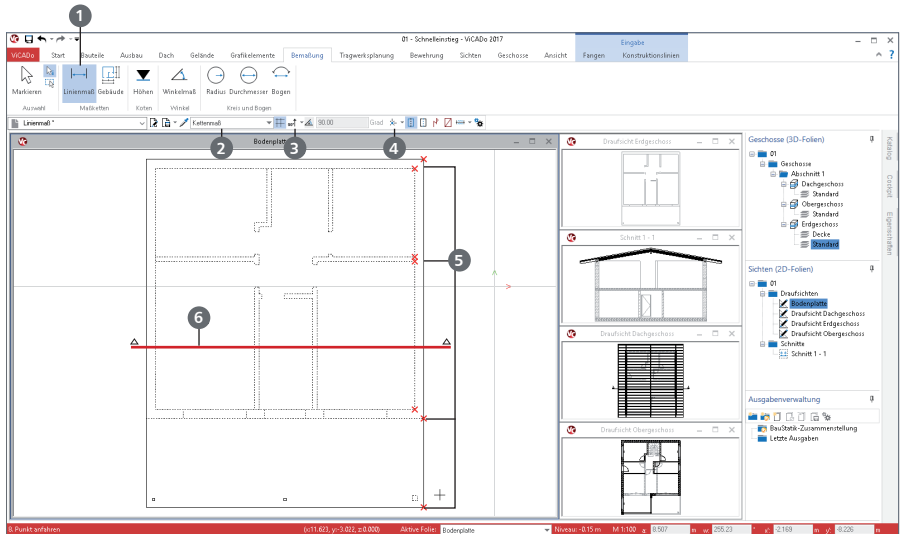 1
01 - Schnelleinstieg - ViCADo 2017
Eingabe
ViCADo Start Bauteile Ausbau Dach Gelände Grafikelemente Bemaßung Tragwerksplanung Bewehrung Sichten Geschosse Ansicht Fangen Konstruktionslinien
Markieren Linienmaß Gebäude Höhen Winkelmaß Radius Durchmesser Bogen
Auswahl Maßketten Koten Winkel Kreis und Bogen
Linienmaß * Kettenmaß 90.00 Grad
2 3 4
Bodenplatte
5
6
Draufsicht Erdgeschoss
Schnitt 1 - 1
Draufsicht Dachgeschoss
Draufsicht Obergeschoss
Geschosse (3D-Folien)
01
Geschosse
Abschnitt 1
Dachgeschoss
Standard
Obergeschoss
Standard
Erdgeschoss
Decke
Standard
Sichten (2D-Folien)
01
Draufsichten
Bodenplatte
Draufsicht Dachgeschoss
Draufsicht Erdgeschoss
Draufsicht Obergeschoss
Schnitte
Schnitt 1 - 1
Ausgabenverwaltung
BauStatik-Zusammenstellung
Letzte Ausgaben
Katalog
Cockpit
Eigenschaften
8. Punkt anfahren (x:11.623, y:-3.022, z:0.000) Aktive Folie: Bodenplatte Niveau: -0.15 m M 1:100 8.507 m w: 255.23 ° x': -2.169 m y': -8.226 m